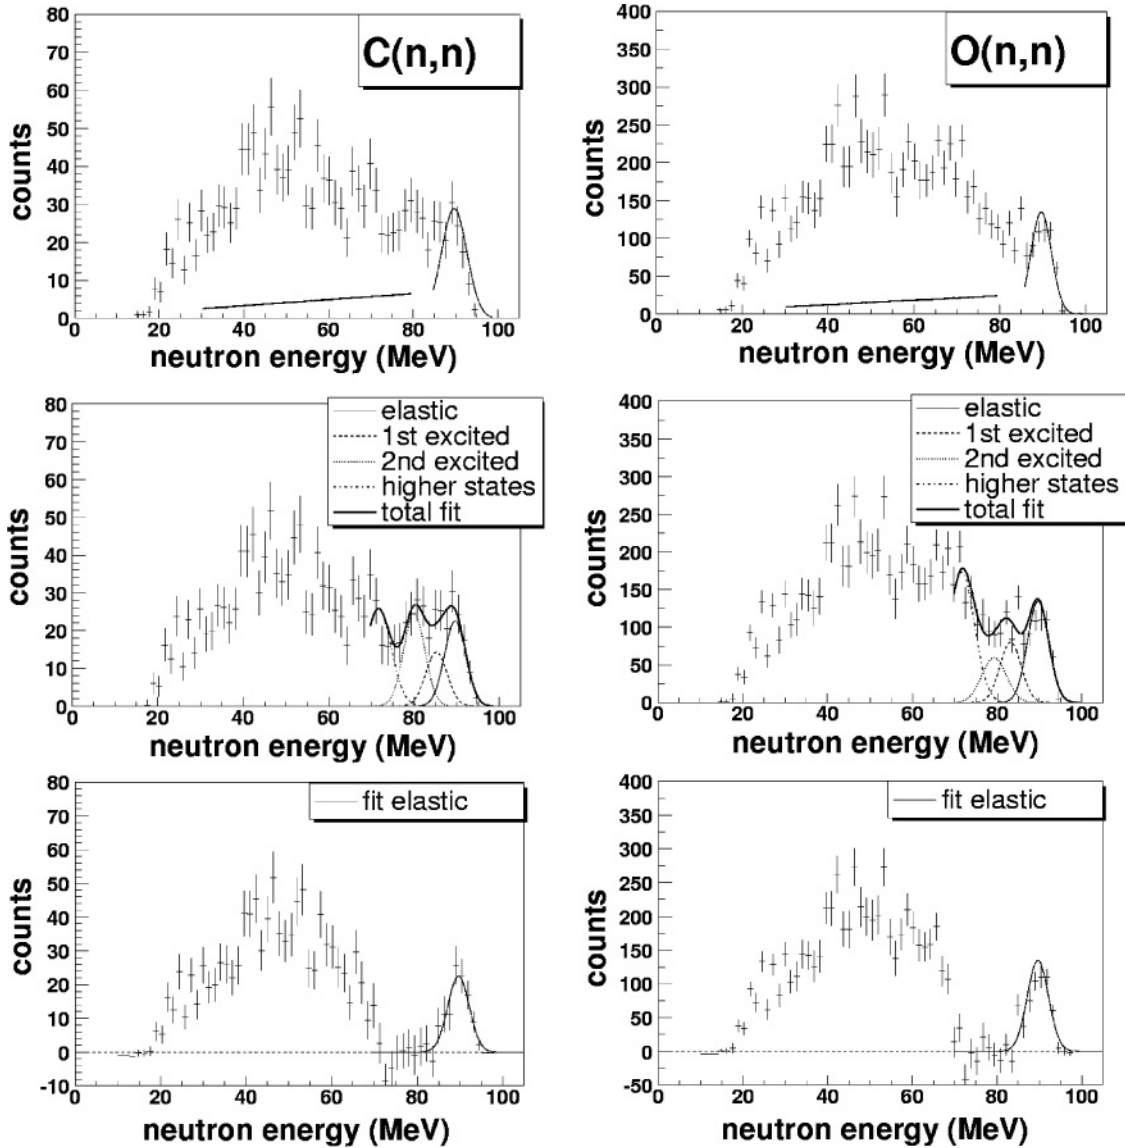 C(n,n)
counts
80
70
60
50
40
30
20
10
0
0 20 40 60 80 100
neutron energy (MeV)
O(n,n)
counts
400
350
300
250
200
150
100
50
0
0 20 40 60 80 100
neutron energy (MeV)
elastic
1st excited
2nd excited
higher states
total fit
counts
80
70
60
50
40
30
20
10
0
0 20 40 60 80 100
neutron energy (MeV)
elastic
1st excited
2nd excited
higher states
total fit
counts
400
350
300
250
200
150
100
50
0
0 20 40 60 80 100
neutron energy (MeV)
fit elastic
counts
80
70
60
50
40
30
20
10
0
-10
0 20 40 60 80 100
neutron energy (MeV)
fit elastic
counts
400
350
300
250
200
150
100
50
0
-50
0 20 40 60 80 100
neutron energy (MeV)